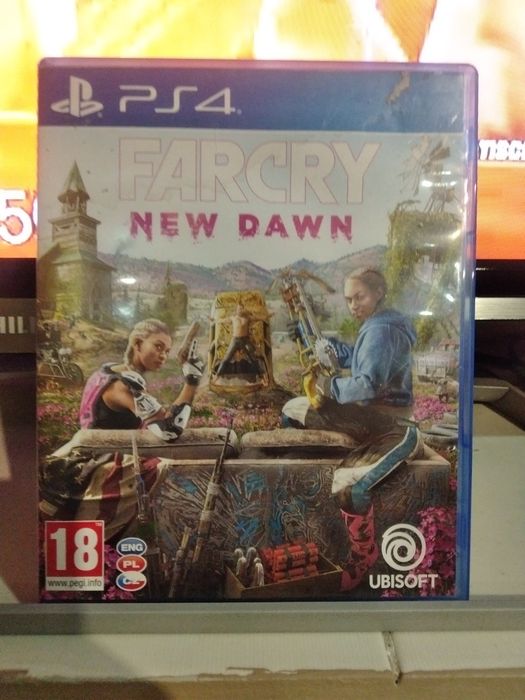 PS4
FARCRY
NEW DAWN
18
www.pegi.info
ENG
PL
CZ
UBISOFT